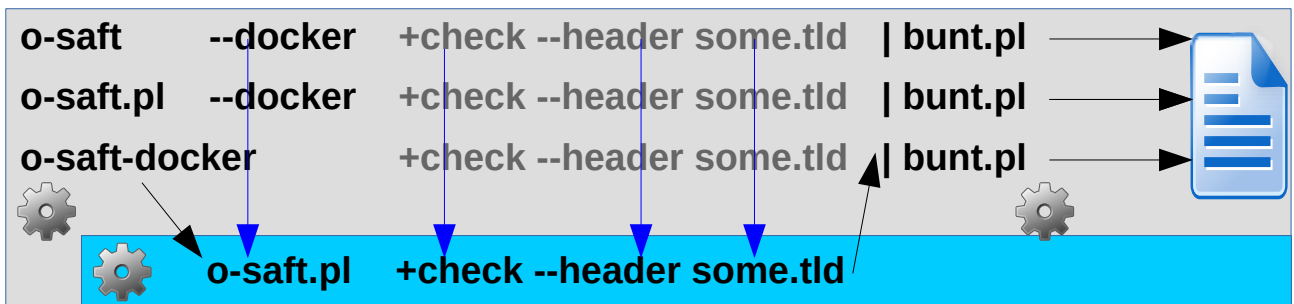 o-saft --docker +check --header some.tld | bunt.pl
o-saft.pl --docker +check --header some.tld | bunt.pl
o-saft-docker +check --header some.tld | bunt.pl
o-saft.pl +check --header some.tld